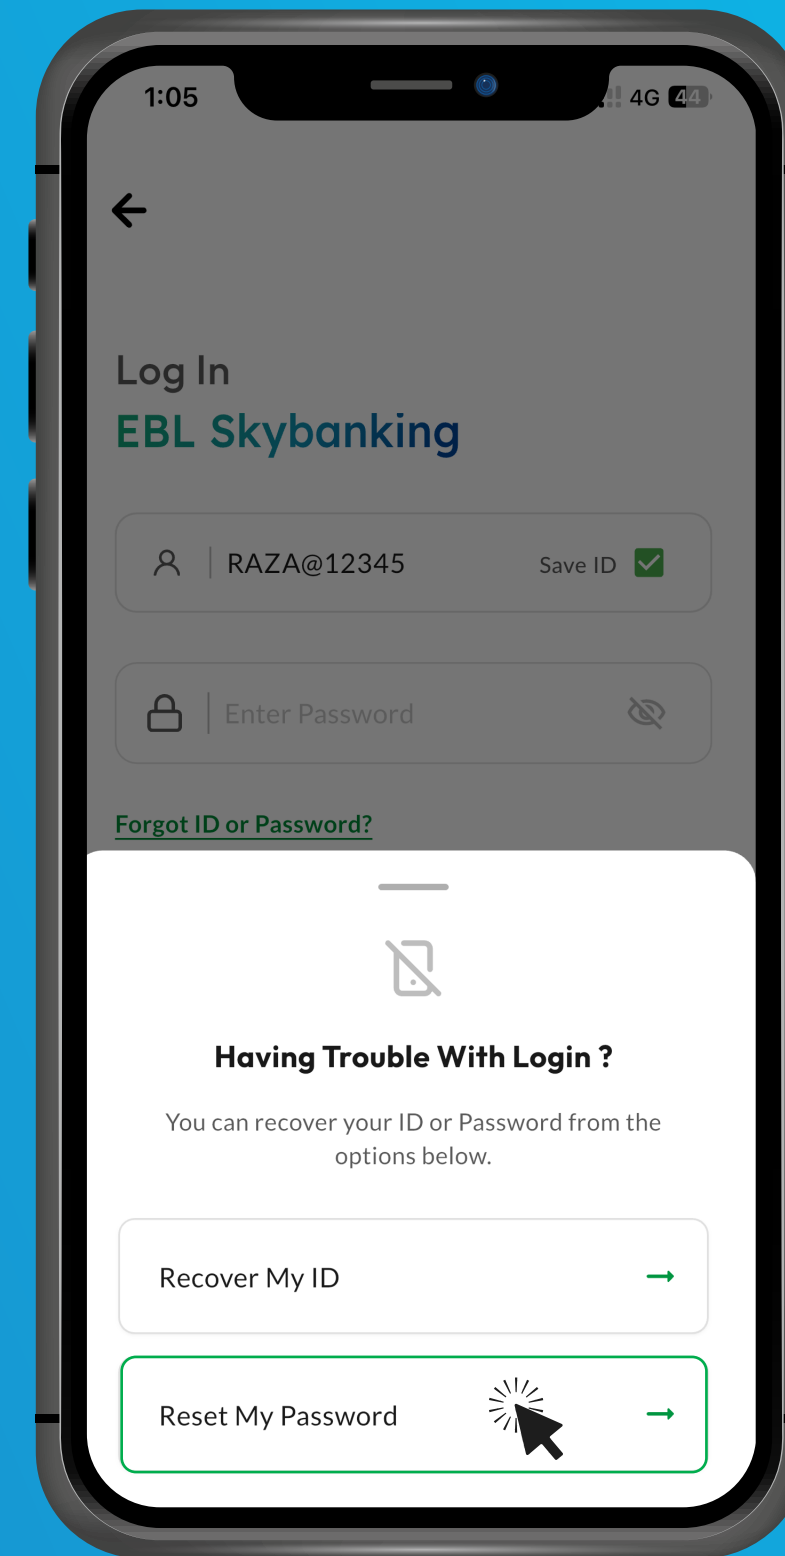 1:05
4G 44
Log In
EBL Skybanking
RAZA@12345
Save ID
Enter Password
Forgot ID or Password?
Having Trouble With Login ?
You can recover your ID or Password from the
options below.
Recover My ID
Reset My Password